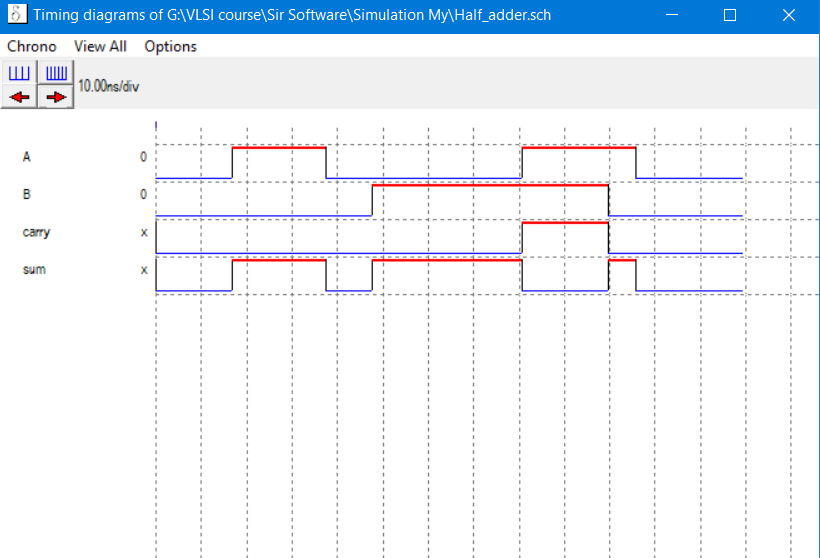 δ Timing diagrams of G:\VLSI course\Sir Software\Simulation My\Half_adder.sch
Chrono View All Options
10.00ns/div
A 0
B 0
carry x
sum x